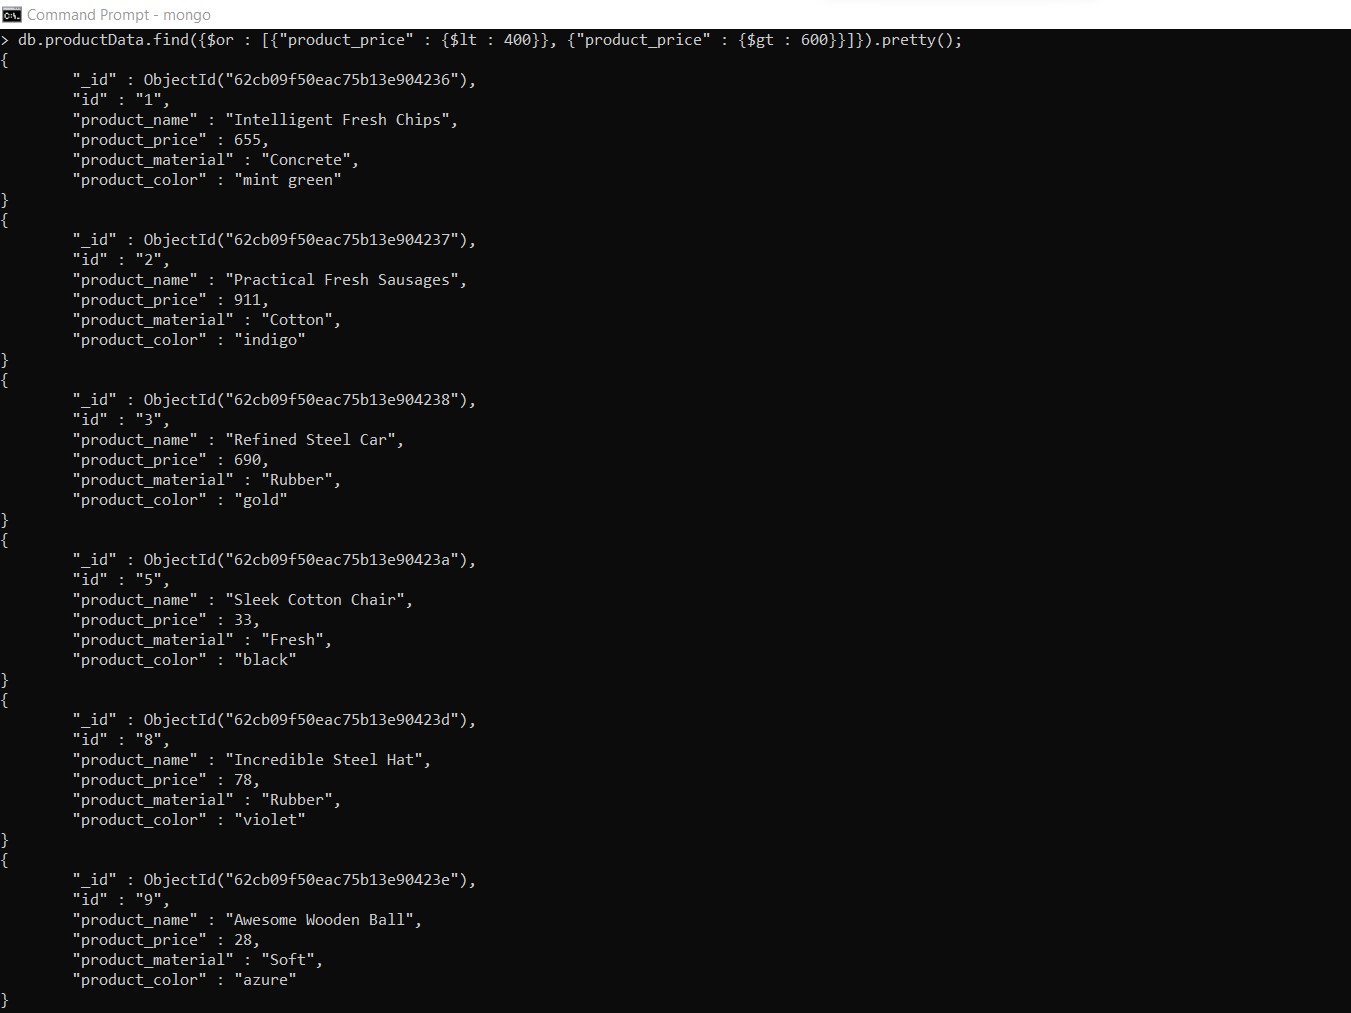 Command Prompt - mongo
> db.productData.find({$or : [{"product_price" : {$lt : 400}}, {"product_price" : {$gt : 600}}]}).pretty();
{
        "_id" : ObjectId("62cb09f50eac75b13e904236"),
        "id" : "1",
        "product_name" : "Intelligent Fresh Chips",
        "product_price" : 655,
        "product_material" : "Concrete",
        "product_color" : "mint green"
}
{
        "_id" : ObjectId("62cb09f50eac75b13e904237"),
        "id" : "2",
        "product_name" : "Practical Fresh Sausages",
        "product_price" : 911,
        "product_material" : "Cotton",
        "product_color" : "indigo"
}
{
        "_id" : ObjectId("62cb09f50eac75b13e904238"),
        "id" : "3",
        "product_name" : "Refined Steel Car",
        "product_price" : 690,
        "product_material" : "Rubber",
        "product_color" : "gold"
}
{
        "_id" : ObjectId("62cb09f50eac75b13e90423a"),
        "id" : "5",
        "product_name" : "Sleek Cotton Chair",
        "product_price" : 33,
        "product_material" : "Fresh",
        "product_color" : "black"
}
{
        "_id" : ObjectId("62cb09f50eac75b13e90423d"),
        "id" : "8",
        "product_name" : "Incredible Steel Hat",
        "product_price" : 78,
        "product_material" : "Rubber",
        "product_color" : "violet"
}
{
        "_id" : ObjectId("62cb09f50eac75b13e90423e"),
        "id" : "9",
        "product_name" : "Awesome Wooden Ball",
        "product_price" : 28,
        "product_material" : "Soft",
        "product_color" : "azure"
}